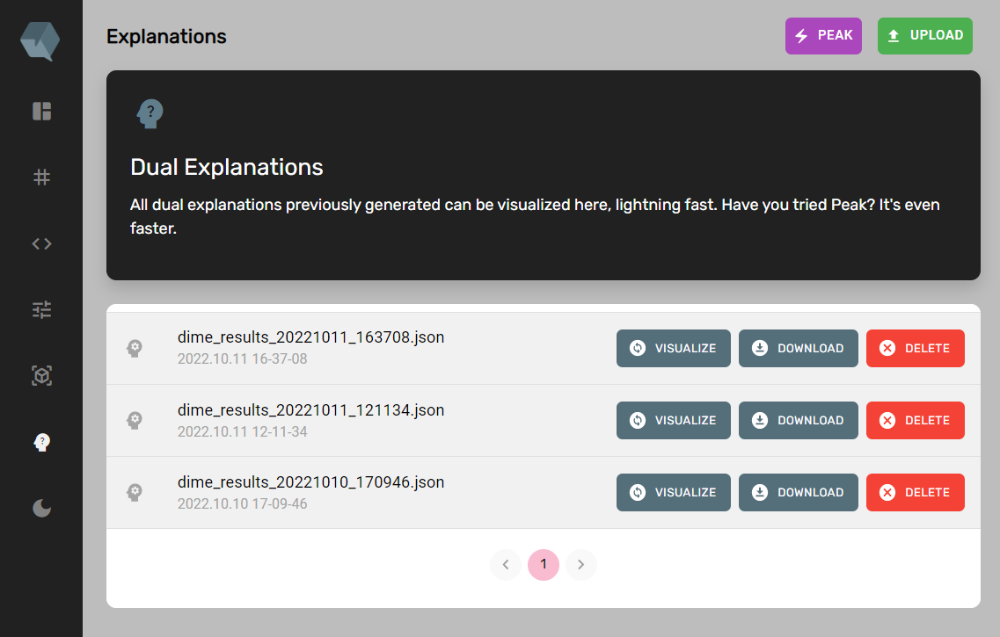 Explanations
PEAK
UPLOAD
?
Dual Explanations
All dual explanations previously generated can be visualized here, lightning fast. Have you tried Peak? It's even
faster.
dime_results_20221011_163708.json
2022.10.11 16-37-08
VISUALIZE
DOWNLOAD
DELETE
dime_results_20221011_121134.json
2022.10.11 12-11-34
VISUALIZE
DOWNLOAD
DELETE
?
dime_results_20221010_170946.json
2022.10.10 17-09-46
VISUALIZE
DOWNLOAD
DELETE
1